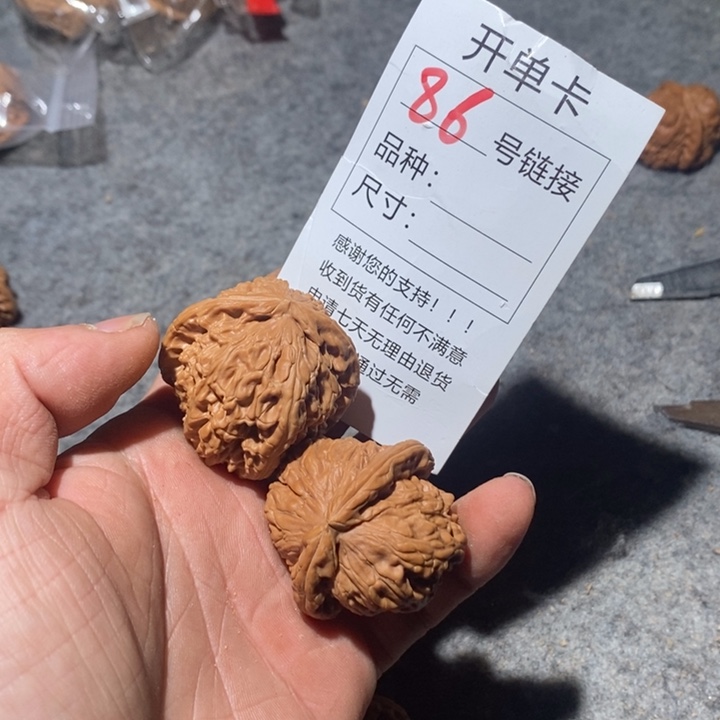 开单卡
86 号链接
品种：
尺寸：
感谢您的支持！！！
收到货有任何不满意
申请七天无理由退货
通过无需